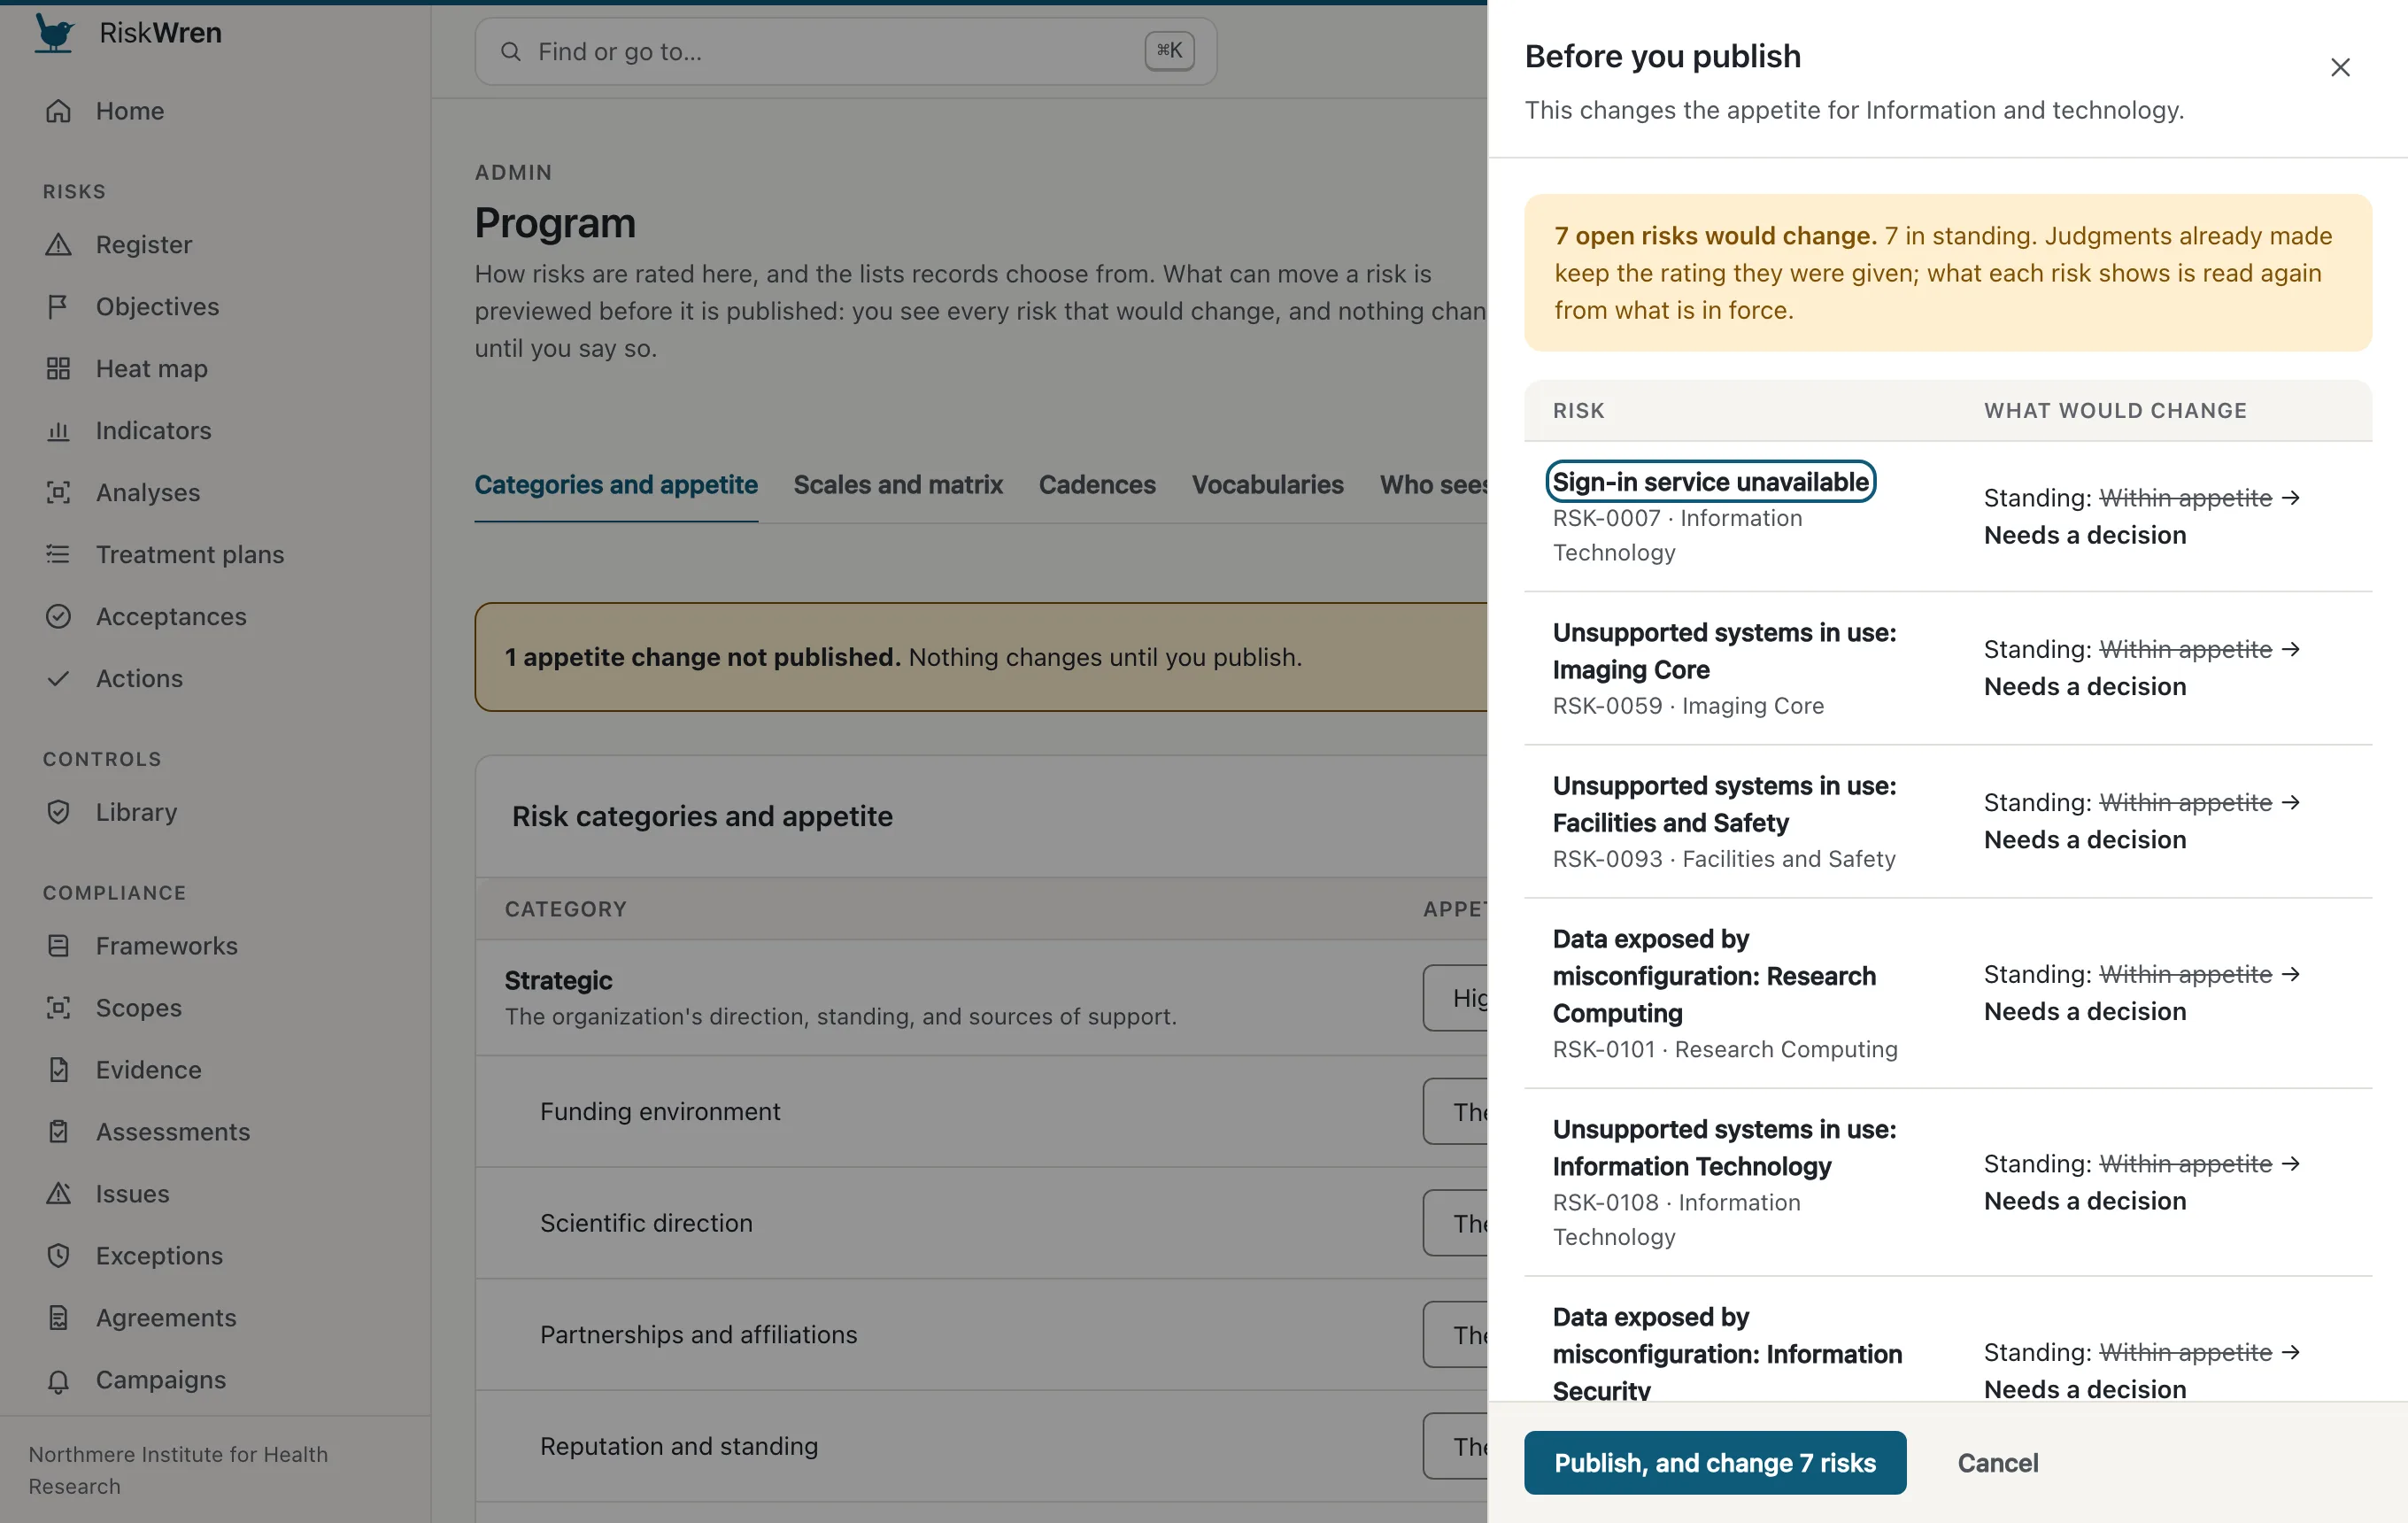 RiskWren
Home
RISKS
Register
Objectives
Heat map
Indicators
Analyses
Treatment plans
Acceptances
Actions
CONTROLS
Library
COMPLIANCE
Frameworks
Scopes
Evidence
Assessments
Issues
Exceptions
Agreements
Campaigns
Northmere Institute for Health
Research
Find or go to...
⌘K
ADMIN
Program
How risks are rated here, and the lists records choose from. What can move a risk is
previewed before it is published: you see every risk that would change, and nothing chan
until you say so.
Categories and appetite
Scales and matrix
Cadences
Vocabularies
Who sees
1 appetite change not published. Nothing changes until you publish.
Risk categories and appetite
CATEGORY
APPET
Strategic
The organization's direction, standing, and sources of support.
Hig
Funding environment
The
Scientific direction
The
Partnerships and affiliations
The
Reputation and standing
The
Before you publish
This changes the appetite for Information and technology.
7 open risks would change. 7 in standing. Judgments already made
keep the rating they were given; what each risk shows is read again
from what is in force.
RISK
WHAT WOULD CHANGE
Sign-in service unavailable
RSK-0007 · Information
Technology
Standing: Within appetite →
Needs a decision
Unsupported systems in use:
Imaging Core
RSK-0059 · Imaging Core
Standing: Within appetite →
Needs a decision
Unsupported systems in use:
Facilities and Safety
RSK-0093 · Facilities and Safety
Standing: Within appetite →
Needs a decision
Data exposed by
misconfiguration: Research
Computing
RSK-0101 · Research Computing
Standing: Within appetite →
Needs a decision
Unsupported systems in use:
Information Technology
RSK-0108 · Information
Technology
Standing: Within appetite →
Needs a decision
Data exposed by
misconfiguration: Information
Security
Standing: Within appetite →
Needs a decision
Publish, and change 7 risks
Cancel